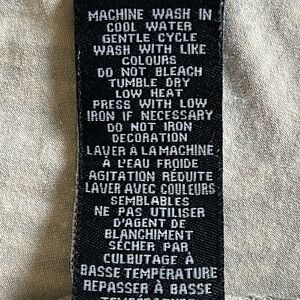 MACHINE WASH IN
COOL WATER
GENTLE CYCLE
WASH WITH LIKE
COLOURS
DO NOT BLEACH
TUMBLE DRY
LOW HEAT
PRESS WITH LOW
IRON IF NECESSARY
DO NOT IRON
DECORATION
LAVER A LA MACHINE
À L'EAU FROIDE
AGITATION RÉDUITE
LAVER AVEC COULEURS
SEMBLABLES
NE PAS UTILISER
D'AGENT DE
BLANCHIMENT
SÉCHER PAR
CULBUTAGE À
BASSE TEMPÉRATURE
REPASSER À BASSE
TEMPÉRATURE